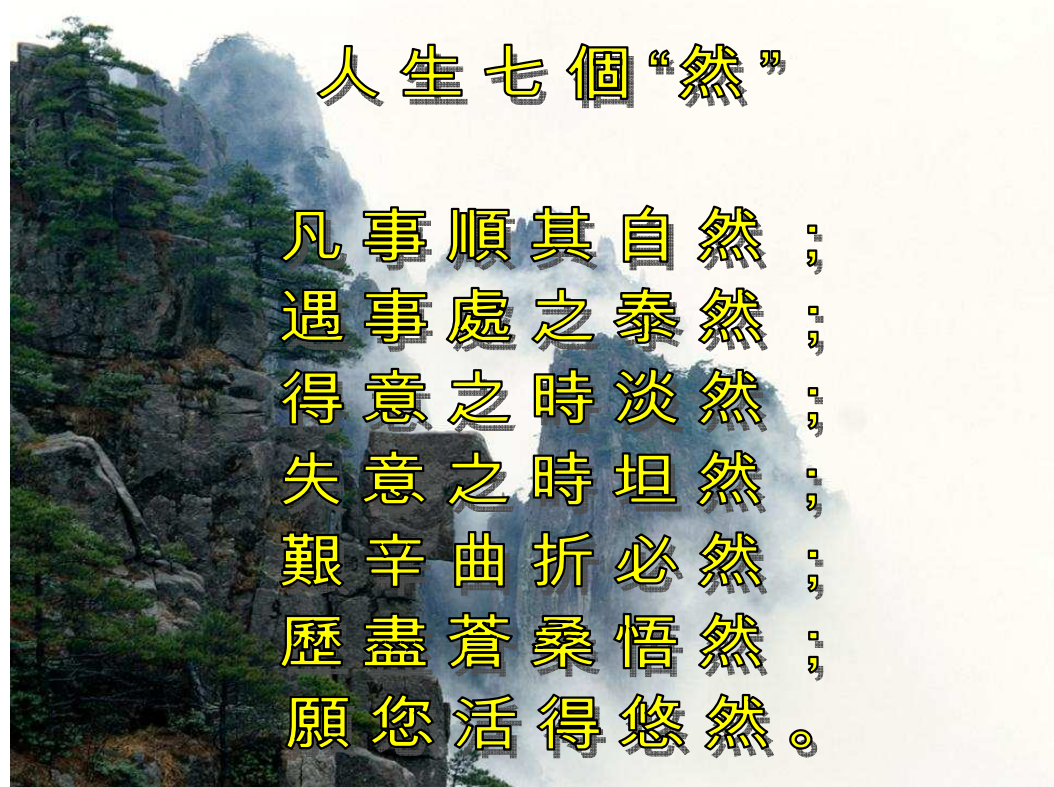 人生七個“然”
凡事順其自然；
遇事處之泰然；
得意之時淡然；
失意之時坦然；
艱辛曲折必然；
歷盡蒼桑悟然；
願您活得悠然。